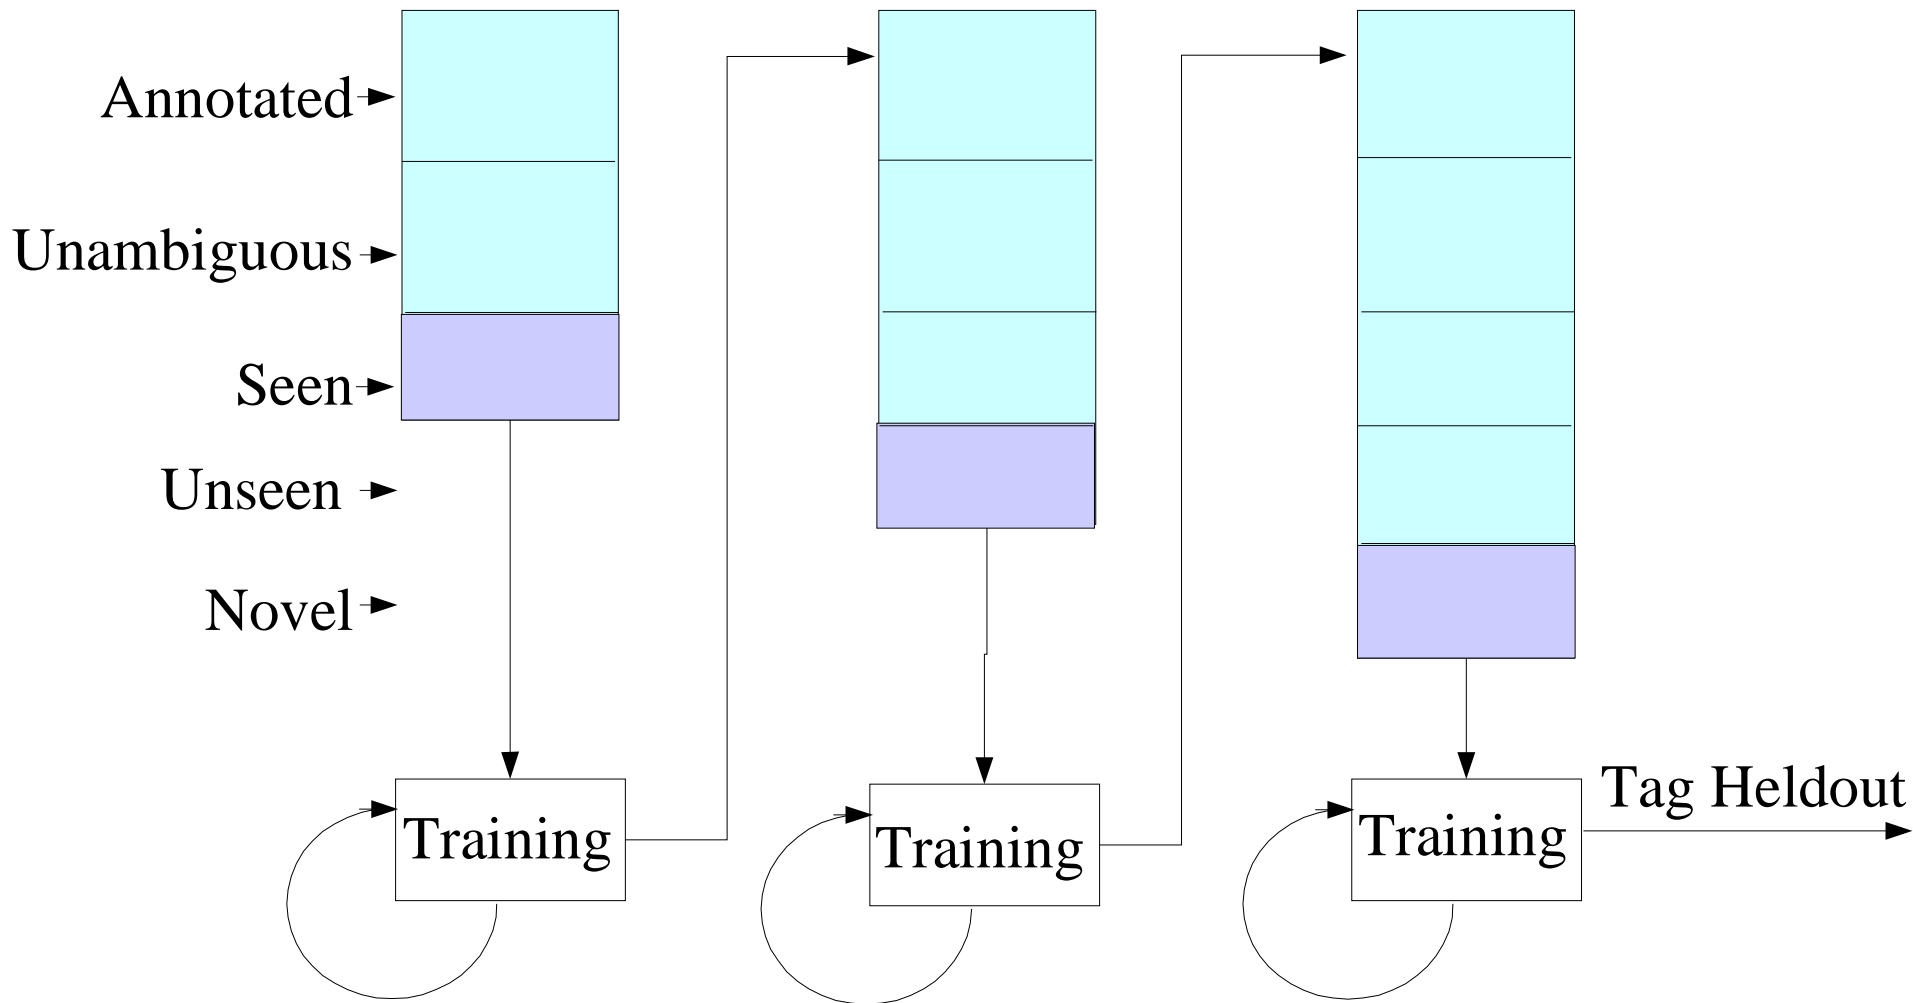 Annotated
Unambiguous
Seen
Unseen
Novel
Training
Training
Training
Tag Heldout